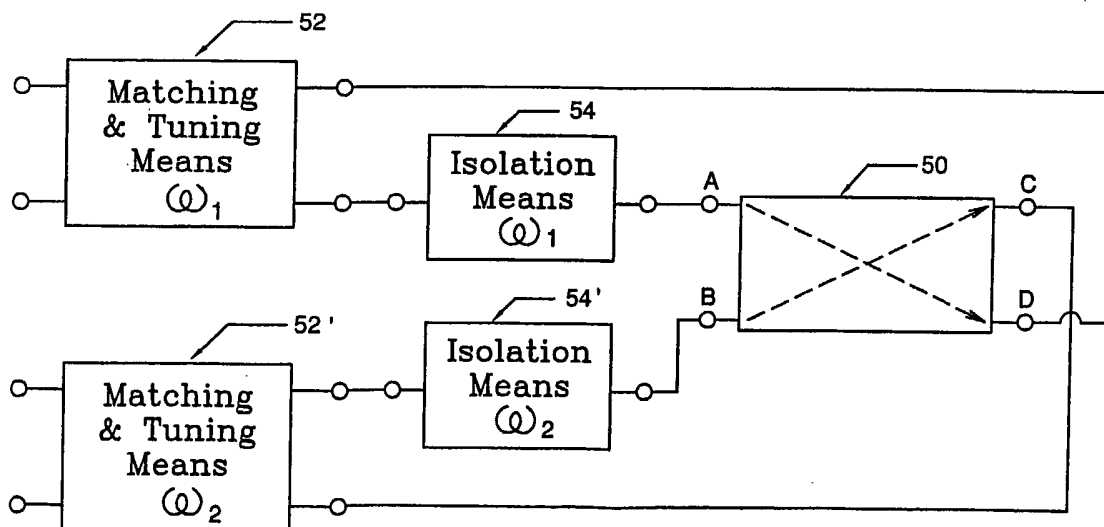 52
Matching
& Tuning
Means
ω1
54
Isolation
Means
ω1
A
50
C
B
D
52'
Matching
& Tuning
Means
ω2
54'
Isolation
Means
ω2